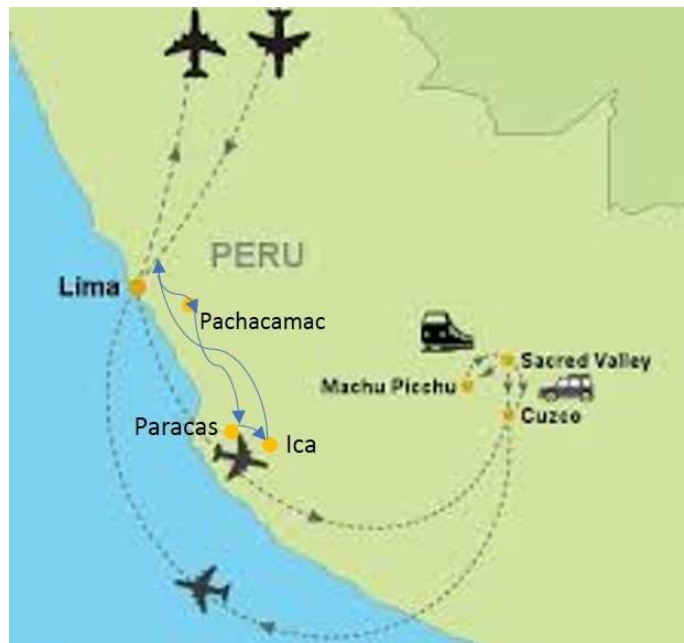 PERU
Lima
Pachacamac
Sacred Valley
Machu Picchu
Cuzco
Paracas
Ica